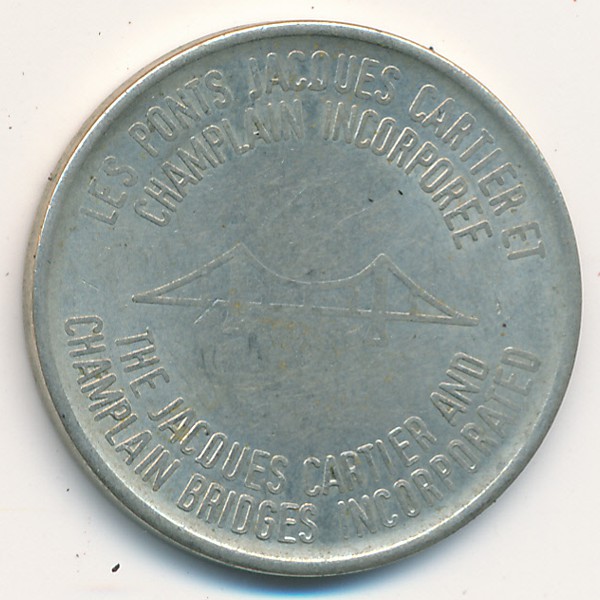 LES PONTS JACQUES CARTIER ET
CHAMPLAIN INCORPOREE
THE JACQUES CARTIER AND
CHAMPLAIN BRIDGES INCORPORATED